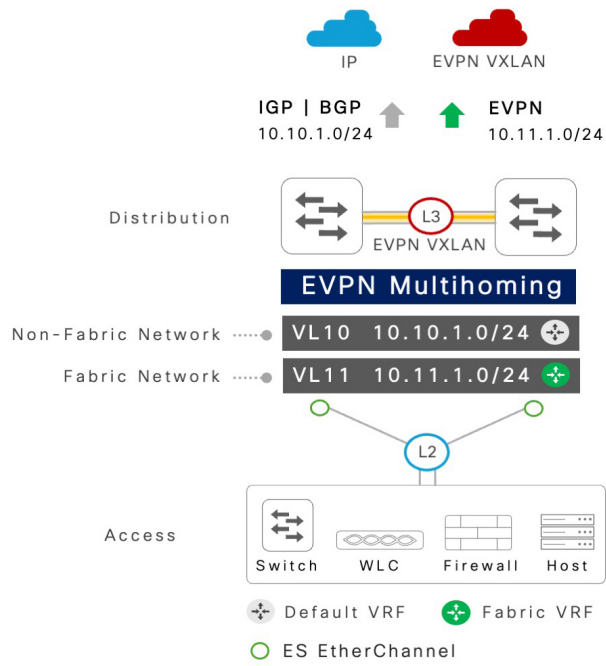 IP
EVPN VXLAN
IGP | BGP
10.10.1.0/24
EVPN
10.11.1.0/24
Distribution
L3
EVPN VXLAN
EVPN Multihoming
Non-Fabric Network
VL10 10.10.1.0/24
Fabric Network
VL11 10.11.1.0/24
L2
Access
Switch
WLC
Firewall
Host
Default VRF
Fabric VRF
ES EtherChannel